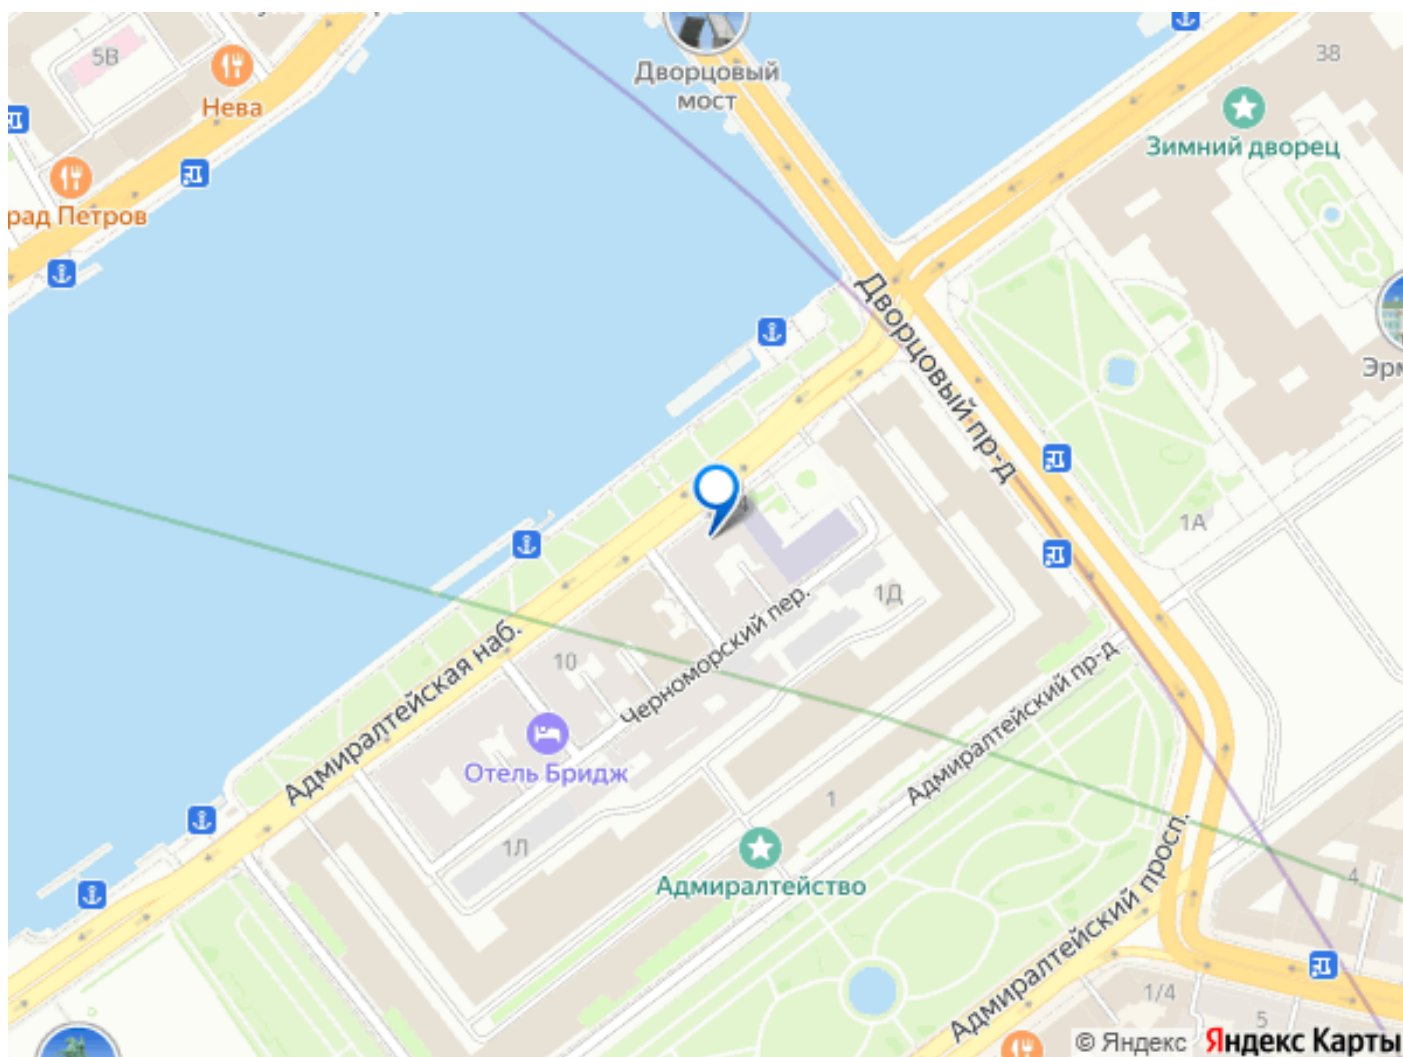 5В
Нева
рад Петров
Дворцовый
мост
38
Зимний дворец
Эрм
Дворцовый пр-д
1А
4
1Д
Черноморский пер.
Адмиралтейская наб.
10
Отель Бридж
Адмиралтейский пр-д
1
1Л
Адмиралтейство
Адмиралтейский просп.
4
1/4
5
© Яндекс Яндекс Карты